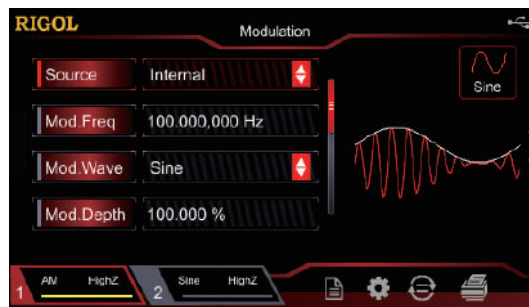 RIGOL
Modulation
Source Internal
Sine
Mod.Freq 100.000,000 Hz
Mod.Wave Sine
Mod.Depth 100.000 %
1 AM HighZ 2 Sine HighZ